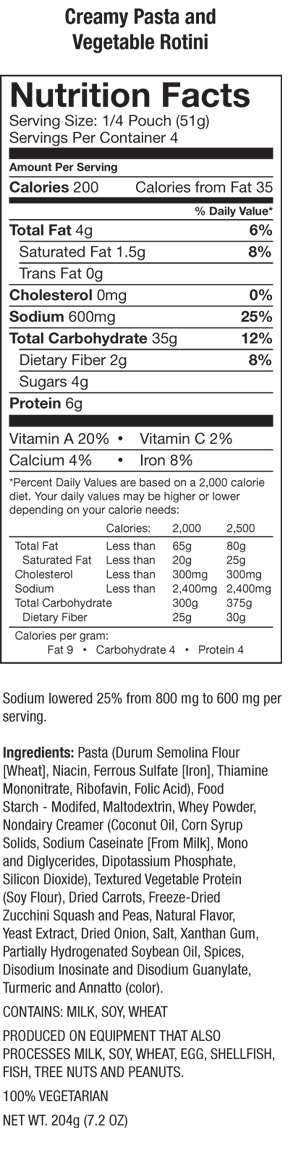 Creamy Pasta and
Vegetable Rotini
Nutrition Facts
Serving Size: 1/4 Pouch (51g)
Servings Per Container 4
Amount Per Serving
Calories 200 Calories from Fat 35
% Daily Value*
Total Fat 4g 6%
Saturated Fat 1.5g 8%
Trans Fat 0g
Cholesterol 0mg 0%
Sodium 600mg 25%
Total Carbohydrate 35g 12%
Dietary Fiber 2g 8%
Sugars 4g
Protein 6g
Vitamin A 20% • Vitamin C 2%
Calcium 4% • Iron 8%
*Percent Daily Values are based on a 2,000 calorie
diet. Your daily values may be higher or lower
depending on your calorie needs:
Calories: 2,000 2,500
Total Fat Less than 65g 80g
Saturated Fat Less than 20g 25g
Cholesterol Less than 300mg 300mg
Sodium Less than 2,400mg 2,400mg
Total Carbohydrate 300g 375g
Dietary Fiber 25g 30g
Calories per gram:
Fat 9 • Carbohydrate 4 • Protein 4
Sodium lowered 25% from 800 mg to 600 mg per
serving.
Ingredients: Pasta (Durum Semolina Flour
[Wheat], Niacin, Ferrous Sulfate [Iron], Thiamine
Mononitrate, Ribofavin, Folic Acid), Food
Starch - Modifed, Maltodextrin, Whey Powder,
Nondairy Creamer (Coconut Oil, Corn Syrup
Solids, Sodium Caseinate [From Milk], Mono
and Diglycerides, Dipotassium Phosphate,
Silicon Dioxide), Textured Vegetable Protein
(Soy Flour), Dried Carrots, Freeze-Dried
Zucchini Squash and Peas, Natural Flavor,
Yeast Extract, Dried Onion, Salt, Xanthan Gum,
Partially Hydrogenated Soybean Oil, Spices,
Disodium Inosinate and Disodium Guanylate,
Turmeric and Annatto (color).
CONTAINS: MILK, SOY, WHEAT
PRODUCED ON EQUIPMENT THAT ALSO
PROCESSES MILK, SOY, WHEAT, EGG, SHELLFISH,
FISH, TREE NUTS AND PEANUTS.
100% VEGETARIAN
NET WT. 204g (7.2 OZ)